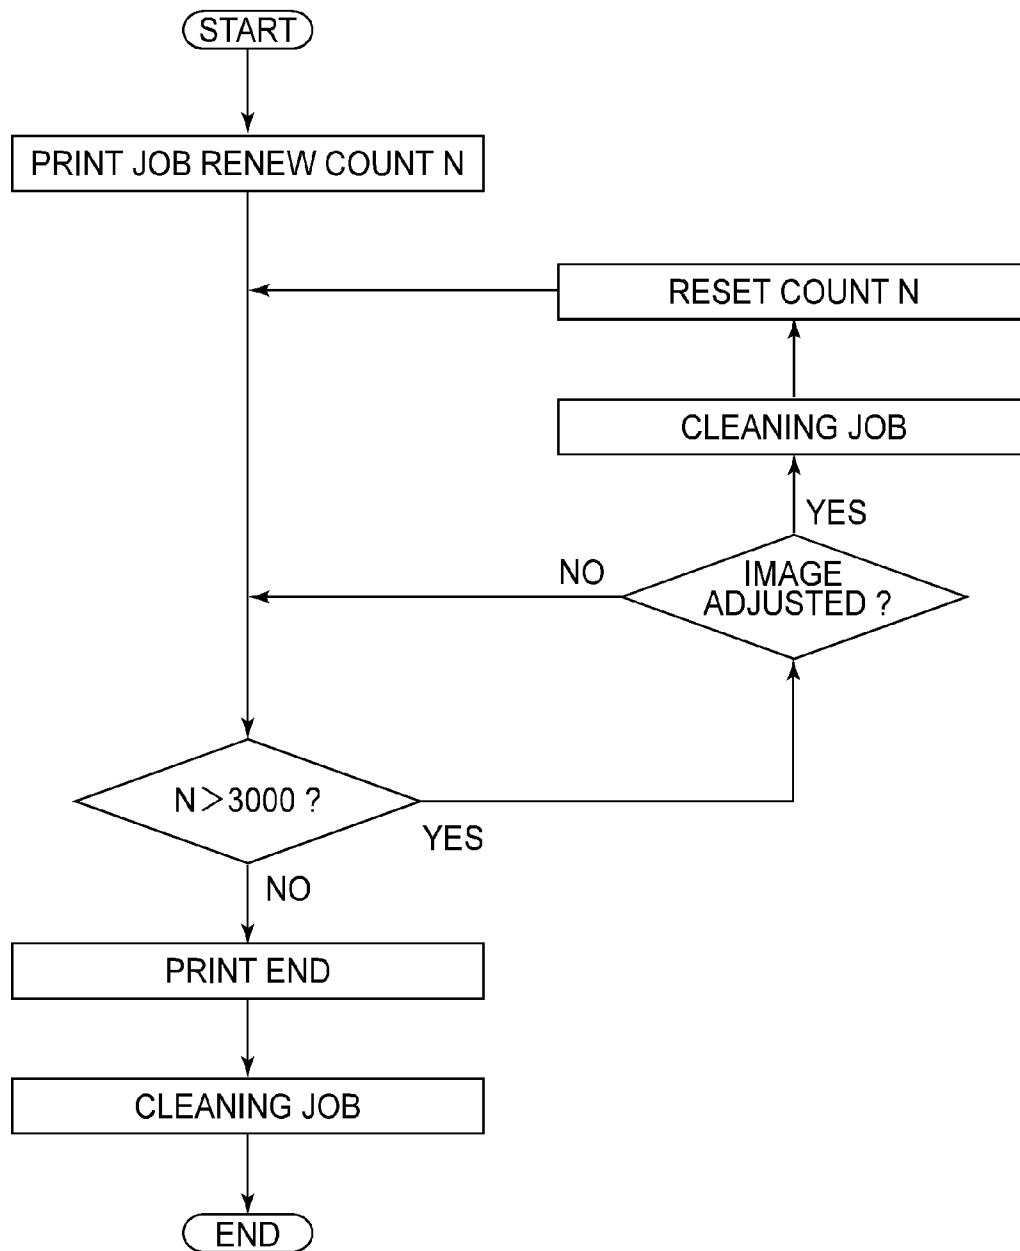 START
PRINT JOB RENEW COUNT N
RESET COUNT N
CLEANING JOB
YES
NO
IMAGE
ADJUSTED ?
N>3000 ?
YES
NO
PRINT END
CLEANING JOB
END